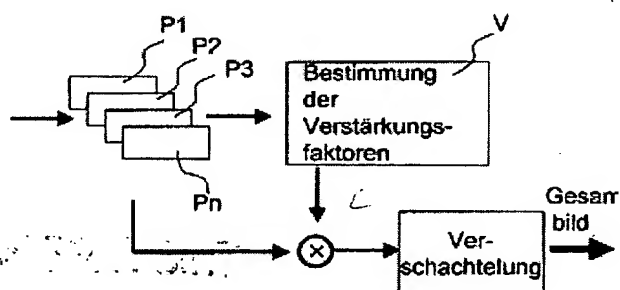 P1
P2
P3
Pn
V
Bestimmung
der
Verstärkungs-
faktoren
i
Gesam
bild
Ver-
schachtelung